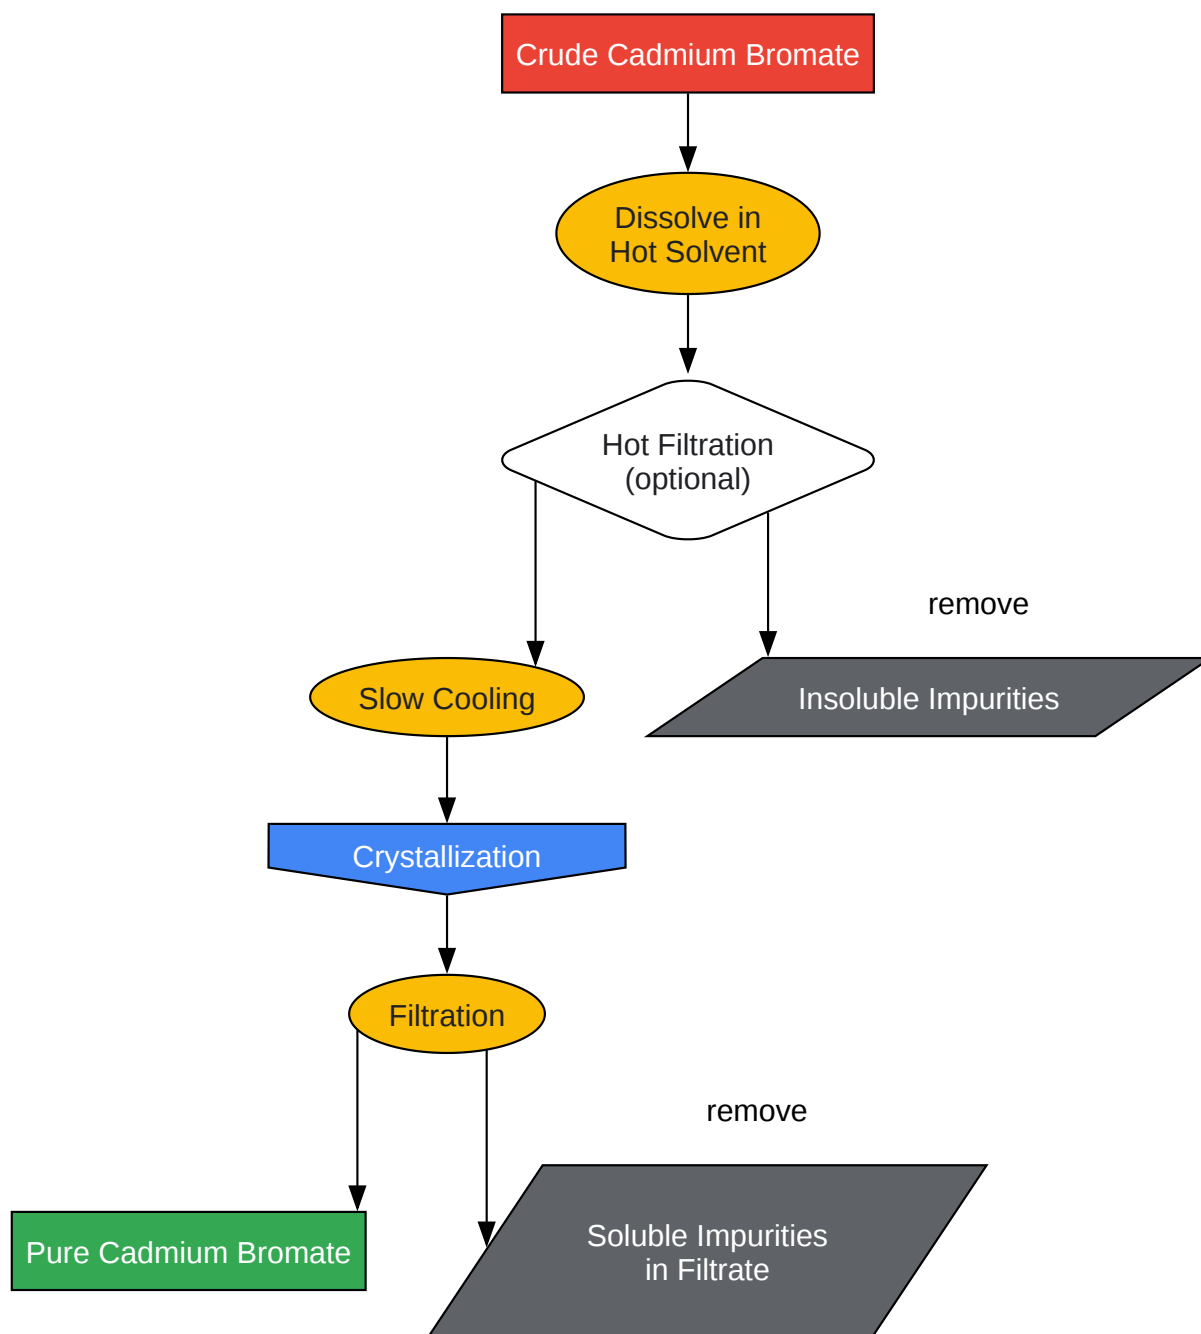 Crude Cadmium Bromate
Dissolve in
Hot Solvent
Hot Filtration
(optional)
remove
Slow Cooling
Insoluble Impurities
Crystallization
Filtration
remove
Pure Cadmium Bromate
Soluble Impurities
in Filtrate